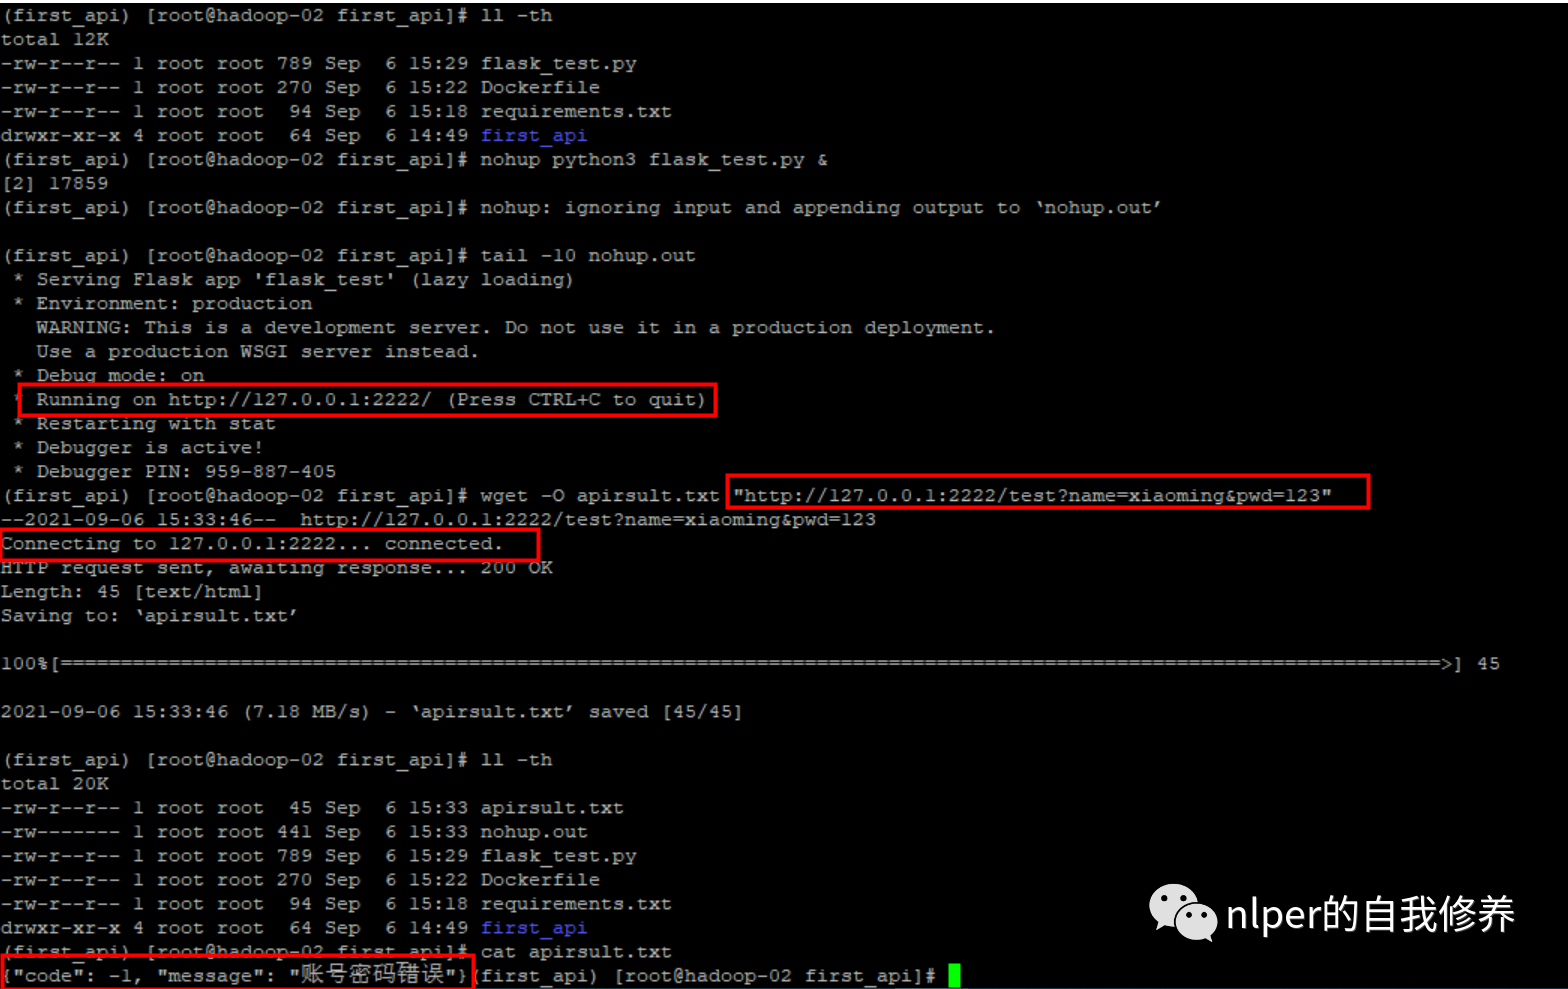 (first_api) [root@hadoop-02 first_api]# ll -th
total 12K
-rw-r--r-- 1 root root 789 Sep  6 15:29 flask_test.py
-rw-r--r-- 1 root root 270 Sep  6 15:22 Dockerfile
-rw-r--r-- 1 root root  94 Sep  6 15:18 requirements.txt
drwxr-xr-x 4 root root  64 Sep  6 14:49 first_api
(first_api) [root@hadoop-02 first_api]# nohup python3 flask_test.py &
[2] 17859
(first_api) [root@hadoop-02 first_api]# nohup: ignoring input and appending output to ‘nohup.out’
(first_api) [root@hadoop-02 first_api]# tail -10 nohup.out
 * Serving Flask app 'flask_test' (lazy loading)
 * Environment: production
   WARNING: This is a development server. Do not use it in a production deployment.
   Use a production WSGI server instead.
 * Debug mode: on
 * Running on http://127.0.0.1:2222/ (Press CTRL+C to quit)
 * Restarting with stat
 * Debugger is active!
 * Debugger PIN: 959-887-405
(first_api) [root@hadoop-02 first_api]# wget -O apirsult.txt "http://127.0.0.1:2222/test?name=xiaoming&pwd=123"
--2021-09-06 15:33:46--  http://127.0.0.1:2222/test?name=xiaoming&pwd=123
Connecting to 127.0.0.1:2222... connected.
HTTP request sent, awaiting response... 200 OK
Length: 45 [text/html]
Saving to: ‘apirsult.txt’
100%[===================================================================================================================>] 45
2021-09-06 15:33:46 (7.18 MB/s) - ‘apirsult.txt’ saved [45/45]
(first_api) [root@hadoop-02 first_api]# ll -th
total 20K
-rw-r--r-- 1 root root  45 Sep  6 15:33 apirsult.txt
-rw------- 1 root root 441 Sep  6 15:33 nohup.out
-rw-r--r-- 1 root root 789 Sep  6 15:29 flask_test.py
-rw-r--r-- 1 root root 270 Sep  6 15:22 Dockerfile
-rw-r--r-- 1 root root  94 Sep  6 15:18 requirements.txt
drwxr-xr-x 4 root root  64 Sep  6 14:49 first_api
(first_api) [root@hadoop-02 first_api]# cat apirsult.txt
{"code": -1, "message": "账号密码错误"}(first_api) [root@hadoop-02 first_api]#
nlper的自我修养